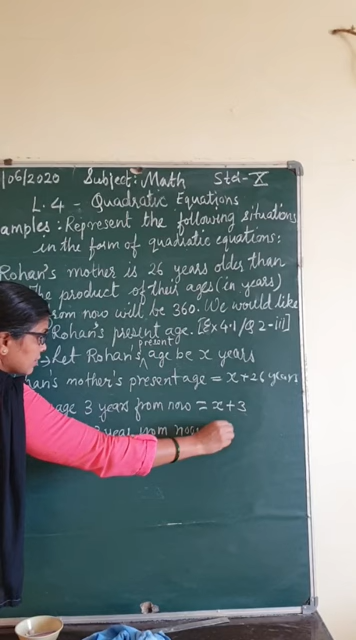 /06/2020 Subject: Math Std-X
L. 4 - Quadratic Equations
amples: Represent the following situations
in the form of quadratic equations:
Rohan's mother is 26 years older than
The product of their ages (in years)
from now will be 360. We would like
Rohan's present age. [Ex 4.1/Q 2-iii]
→ Let Rohan's present age be x years
an's mother's present age = x+26 years
age 3 years from now = x+3
year from now